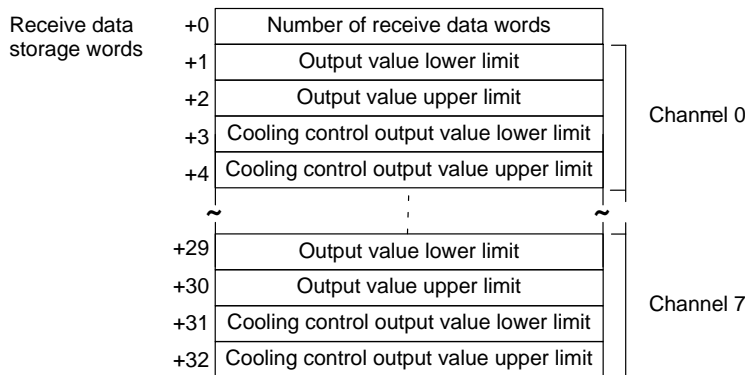 Receive data
storage words
+0 Number of receive data words
+1 Output value lower limit
+2 Output value upper limit
+3 Cooling control output value lower limit
+4 Cooling control output value upper limit
Channel 0
~ ~
+29 Output value lower limit
+30 Output value upper limit
+31 Cooling control output value lower limit
+32 Cooling control output value upper limit
Channel 7